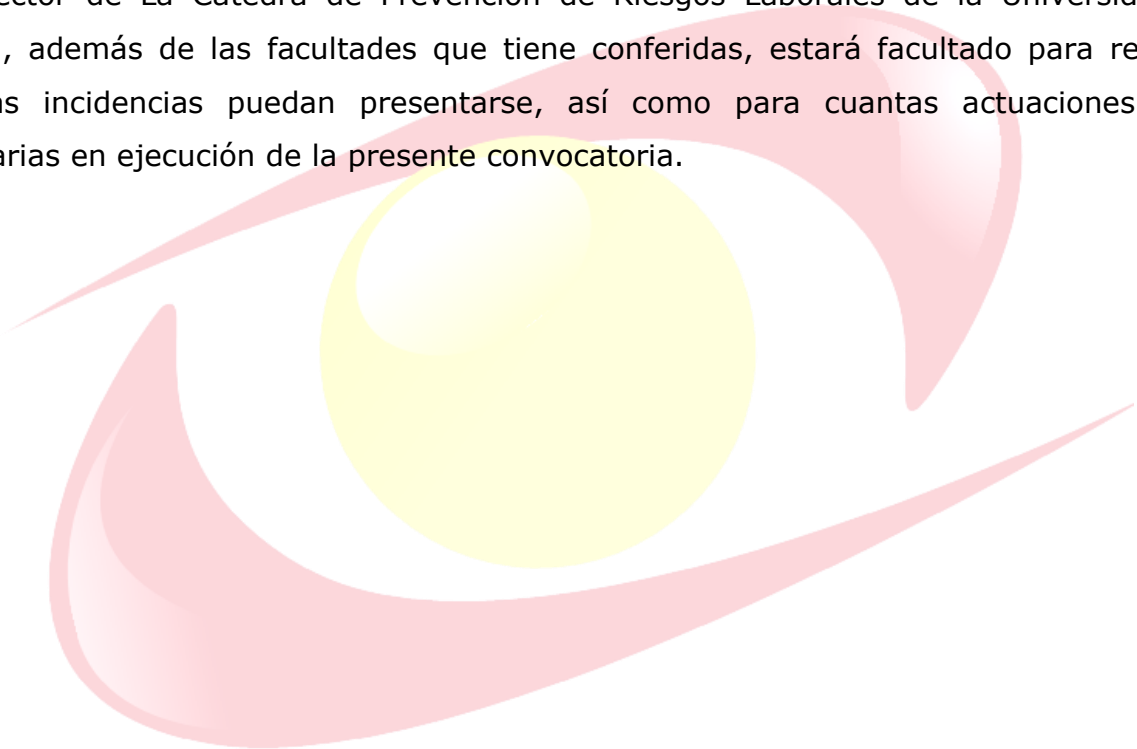 ector de La Cátedra de Prevención de Riesgos Laborales de la Universida
, además de las facultades que tiene conferidas, estará facultado para re
as incidencias puedan presentarse, así como para cuantas actuaciones
arias en ejecución de la presente convocatoria.